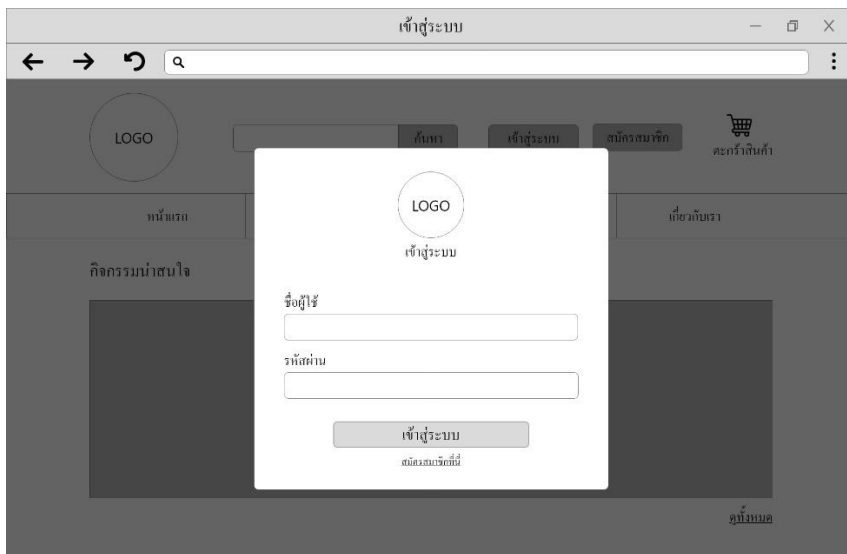 เข้าสู่ระบบ
LOGO
ค้นหา
เข้าสู่ระบบ
สมัครสมาชิก
ตะกร้าสินค้า
หน้าแรก
เกี่ยวกับเรา
กิจกรรมน่าสนใจ
LOGO
เข้าสู่ระบบ
ชื่อผู้ใช้
รหัสผ่าน
เข้าสู่ระบบ
สมัครสมาชิกที่นี่
ดูทั้งหมด